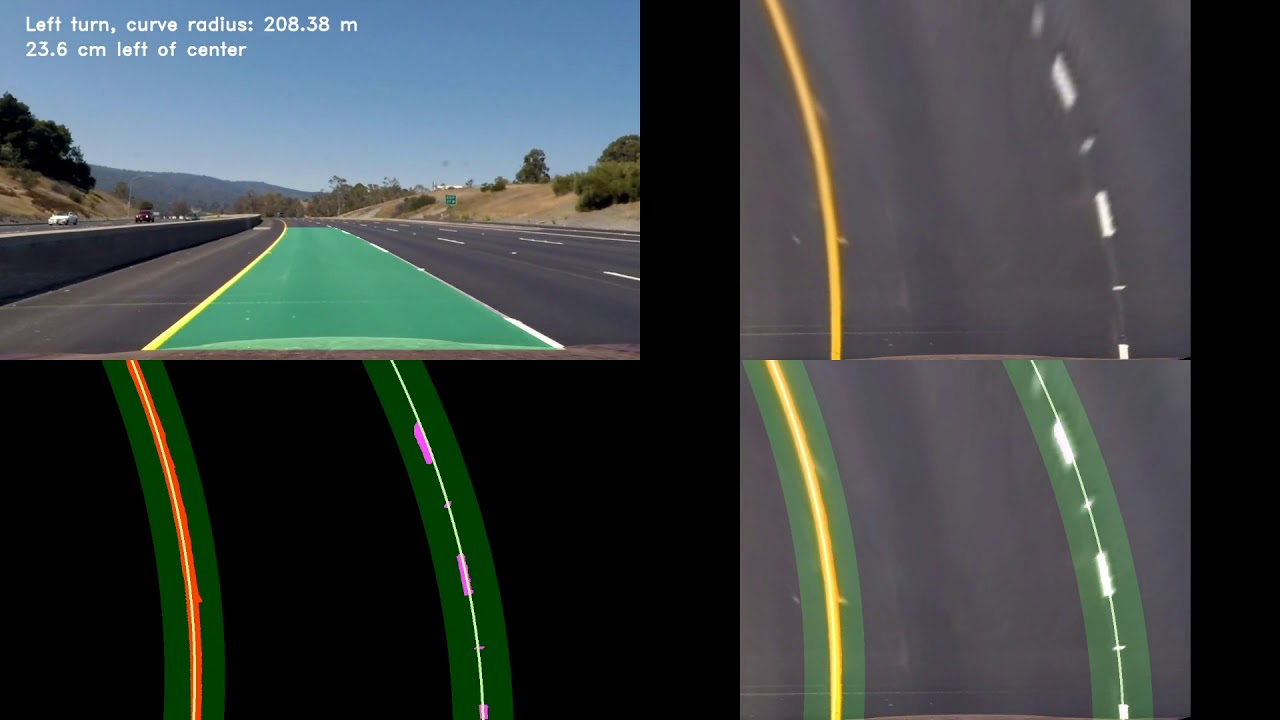 Left turn, curve radius: 208.38 m
23.6 cm left of center